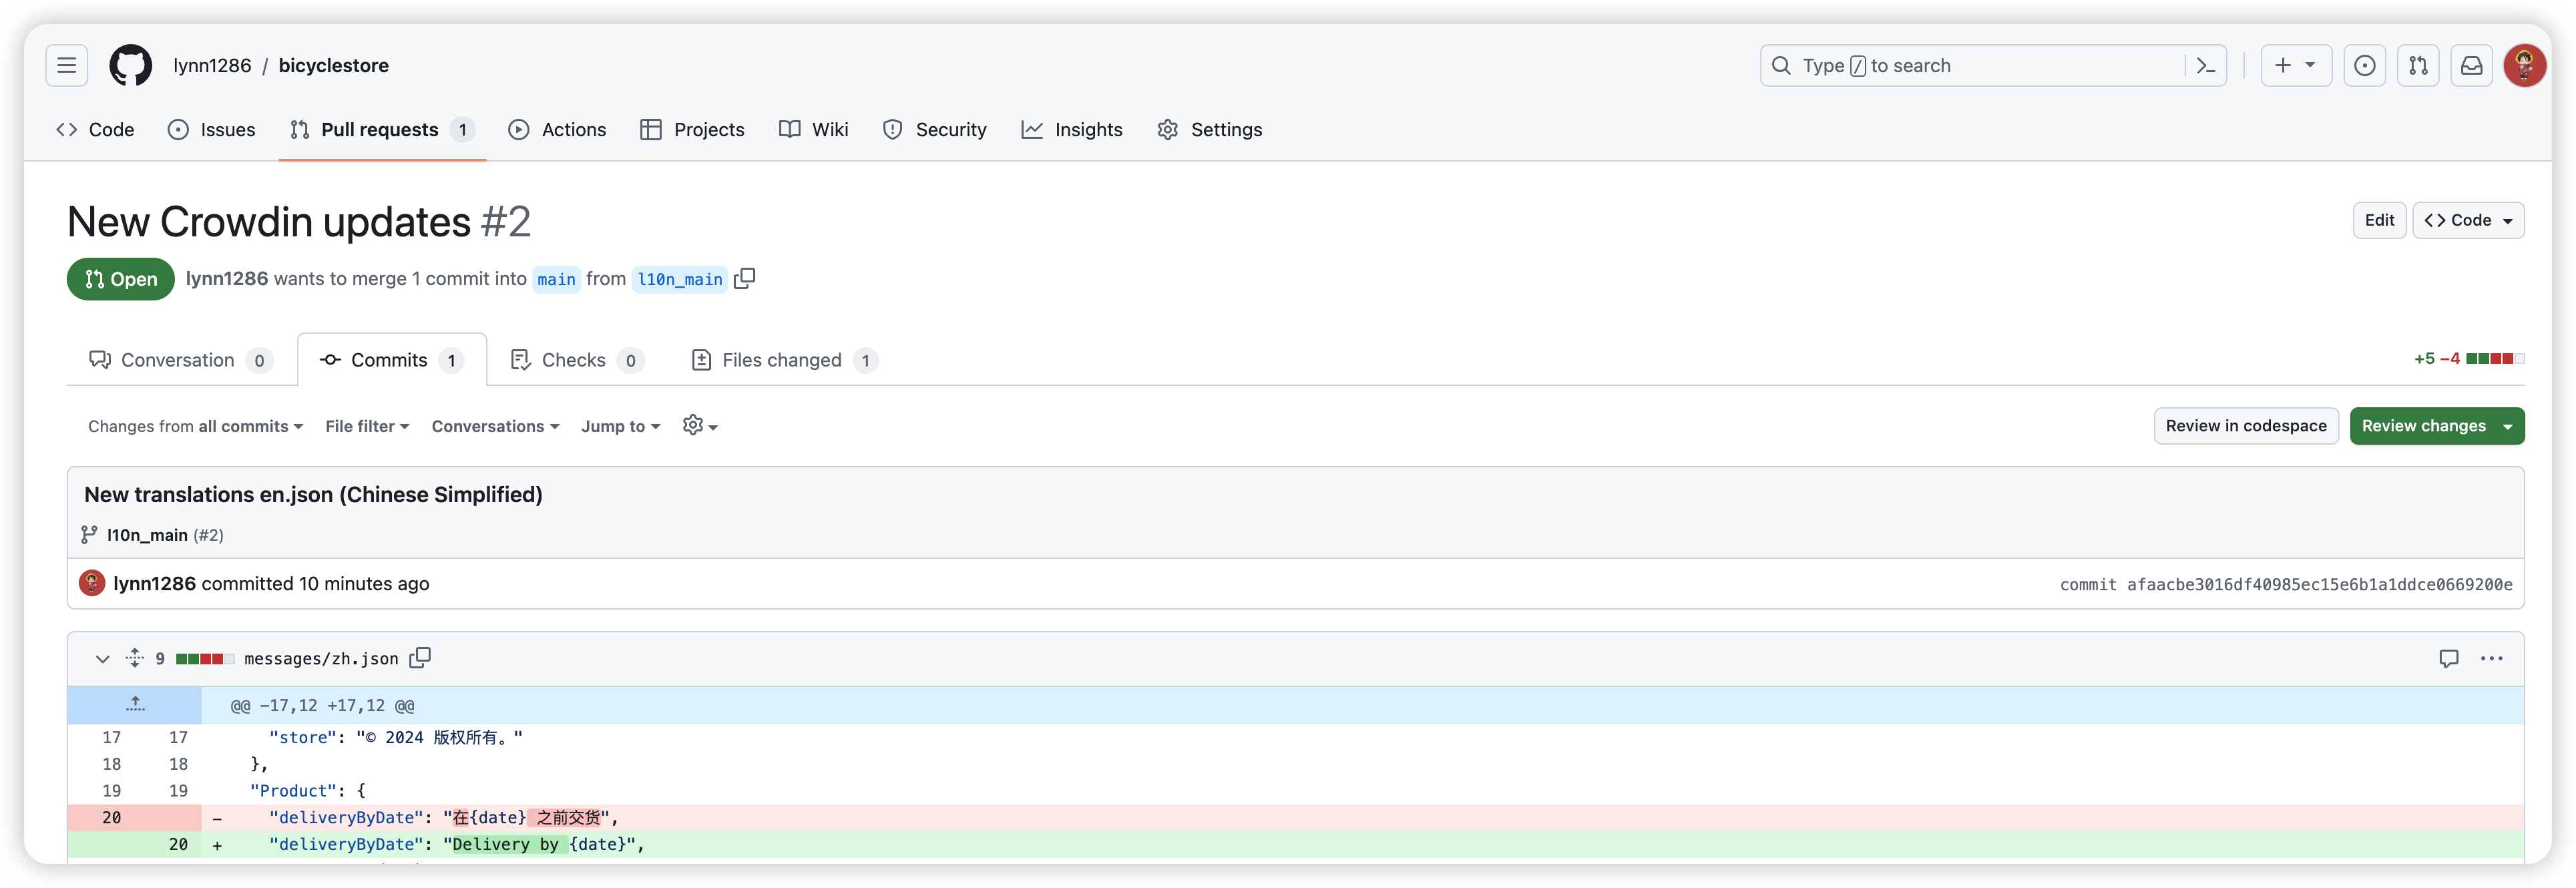 lynn1286 / bicyclestore
Type / to search
Code
Issues
Pull requests 1
Actions
Projects
Wiki
Security
Insights
Settings
New Crowdin updates #2
Edit
Code
Open
lynn1286 wants to merge 1 commit into main from l10n_main
Conversation 0
Commits 1
Checks 0
Files changed 1
+5 −4
Changes from all commits
File filter
Conversations
Jump to
Review in codespace
Review changes
New translations en.json (Chinese Simplified)
l10n_main (#2)
lynn1286 committed 10 minutes ago
commit afaacbe3016df40985ec15e6b1a1ddce0669200e
9 messages/zh.json
@@ -17,12 +17,12 @@
17 17 "store": "© 2024 版权所有。"
18 18 },
19 19 "Product": {
20 - "deliveryByDate": "在{date} 之前交货",
20 + "deliveryByDate": "Delivery by {date}",